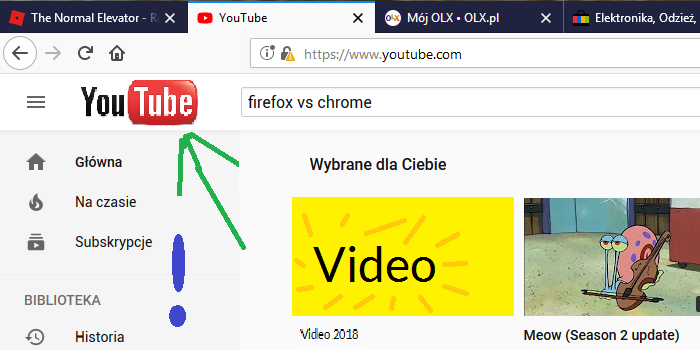 The Normal Elevator - R
YouTube
Mój OLX • OLX.pl
Elektronika, Odzież,
https://www.youtube.com
YouTube
firefox vs chrome
Główna
Wybrane dla Ciebie
Na czasie
Subskrypcje
!
Video
BIBLIOTEKA
Historia
Video 2018
Meow (Season 2 update)